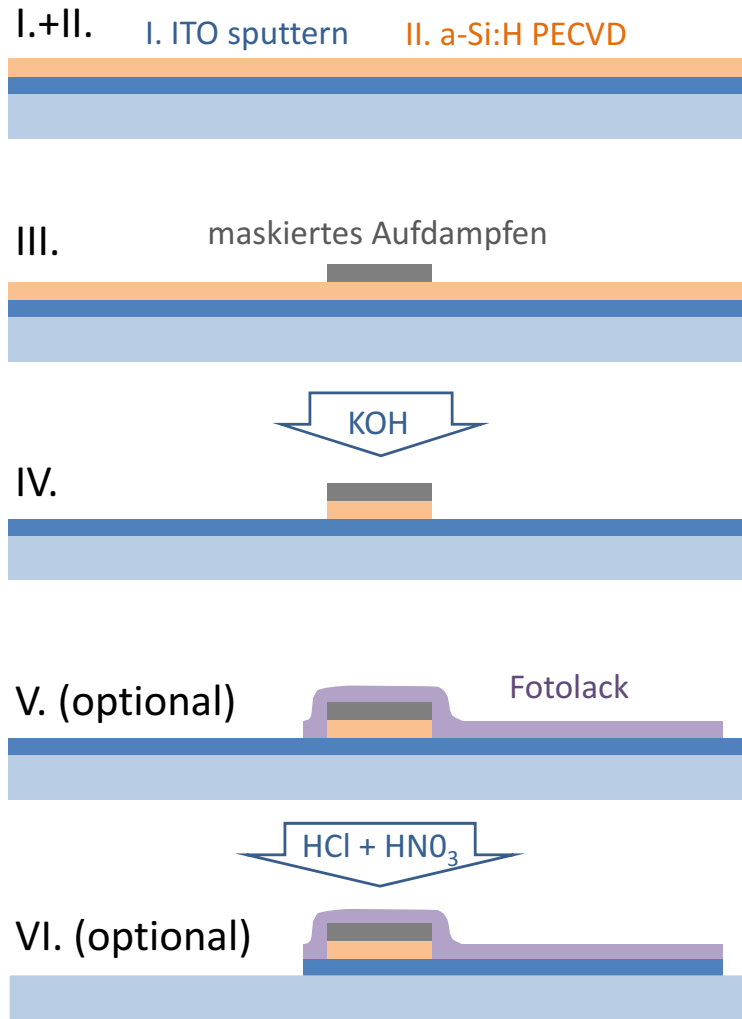 I.+II. I. ITO sputtern II. a-Si:H PECVD
III. maskiertes Aufdampfen
KOH
IV.
V. (optional) Fotolack
HCl + HN0₃
VI. (optional)